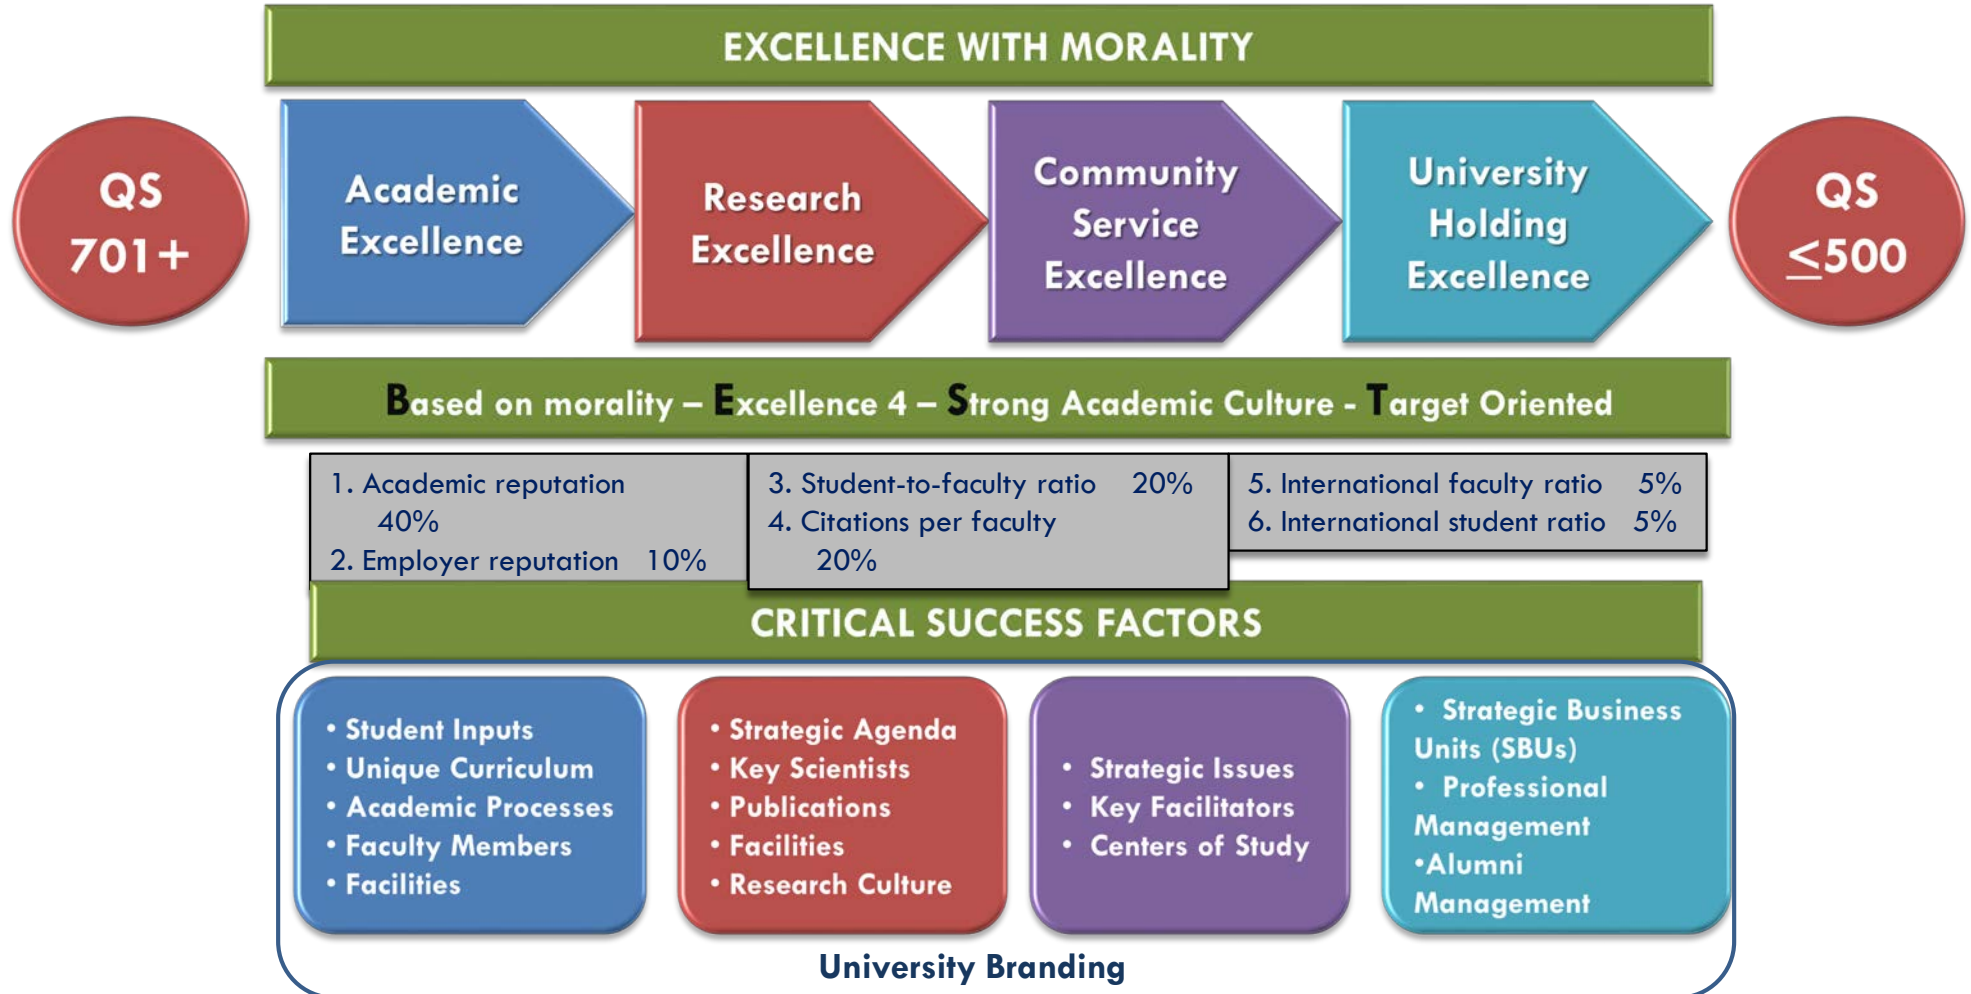 EXCELLENCE WITH MORALITY
QS
701+
Academic
Excellence
Research
Excellence
Community
Service
Excellence
University
Holding
Excellence
QS
≤500
Based on morality – Excellence 4 – Strong Academic Culture - Target Oriented
1. Academic reputation
40%
2. Employer reputation 10%
3. Student-to-faculty ratio 20%
4. Citations per faculty
20%
5. International faculty ratio 5%
6. International student ratio 5%
CRITICAL SUCCESS FACTORS
• Student Inputs
• Unique Curriculum
• Academic Processes
• Faculty Members
• Facilities
• Strategic Agenda
• Key Scientists
• Publications
• Facilities
• Research Culture
• Strategic Issues
• Key Facilitators
• Centers of Study
• Strategic Business
Units (SBUs)
• Professional
Management
•Alumni
Management
University Branding